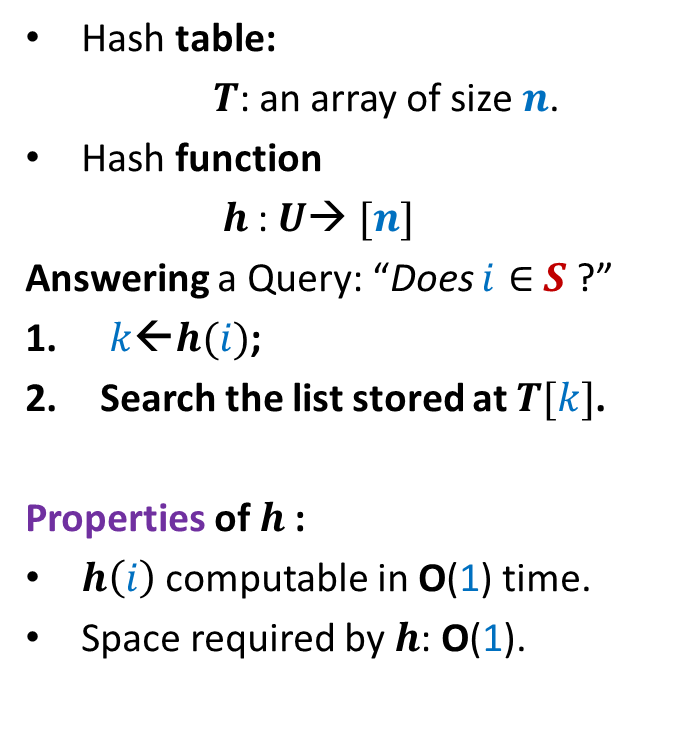 • Hash table:
T: an array of size n.
• Hash function
h : U→ [n]
Answering a Query: “Does i ∈ S ?”
1. k←h(i);
2. Search the list stored at T[k].
Properties of h :
• h(i) computable in O(1) time.
• Space required by h: O(1).